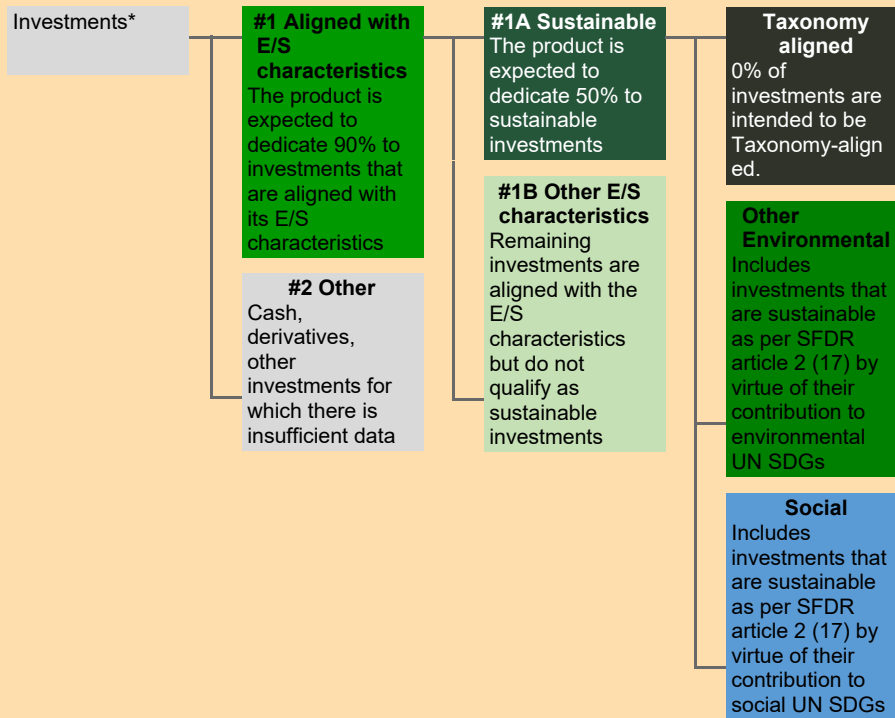 Investments*
#1 Aligned with
E/S
characteristics
The product is
expected to
dedicate 90% to
investments that
are aligned with
its E/S
characteristics
#2 Other
Cash,
derivatives,
other
investments for
which there is
insufficient data
#1A Sustainable
The product is
expected to
dedicate 50% to
sustainable
investments
#1B Other E/S
characteristics
Remaining
investments are
aligned with the
E/S
characteristics
but do not
qualify as
sustainable
investments
Taxonomy
aligned
0% of
investments are
intended to be
Taxonomy-align
ed.
Other
Environmental
Includes
investments that
are sustainable
as per SFDR
article 2 (17) by
virtue of their
contribution to
environmental
UN SDGs
Social
Includes
investments that
are sustainable
as per SFDR
article 2 (17) by
virtue of their
contribution to
social UN SDGs